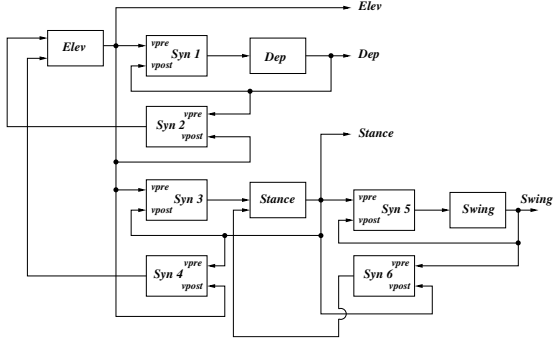 Elev
Elev
vpre
Syn 1
vpost
Dep
Dep
vpre
Syn 2
vpost
Stance
vpre
Syn 3
vpost
Stance
vpre
Syn 5
vpost
Swing
Swing
vpre
Syn 4
vpost
vpre
Syn 6
vpost